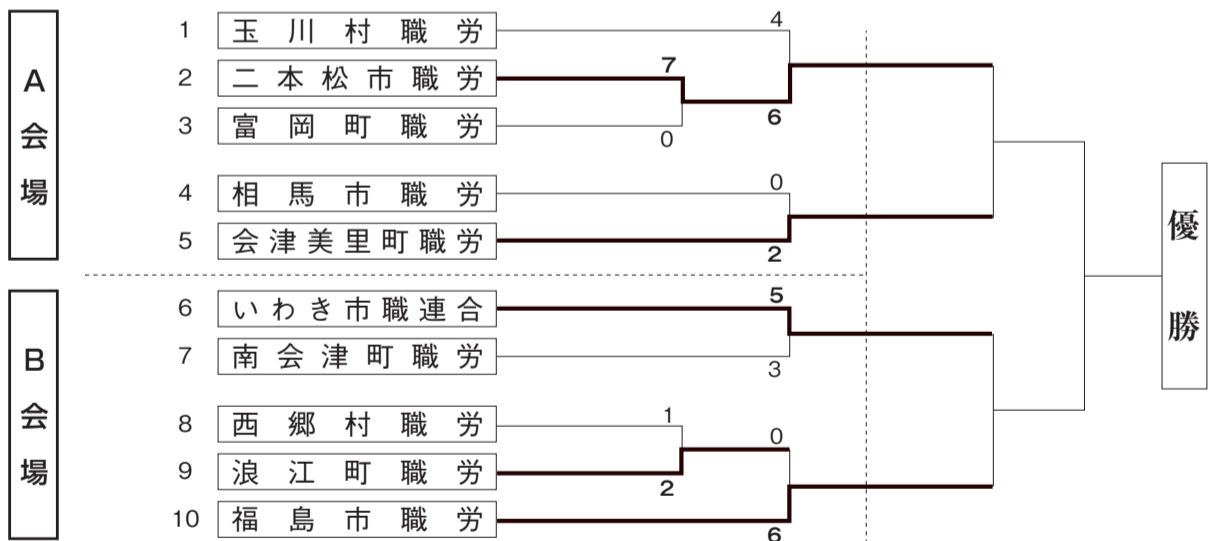 A会場
1 玉川村職労 4
2 二本松市職労 7
6
3 富岡町職労 0
4 相馬市職労 0
5 会津美里町職労 2
B会場
6 いわき市職連合 5
7 南会津町職労 3
8 西郷村職労 1
0
9 浪江町職労 2
10 福島市職労 6
優勝